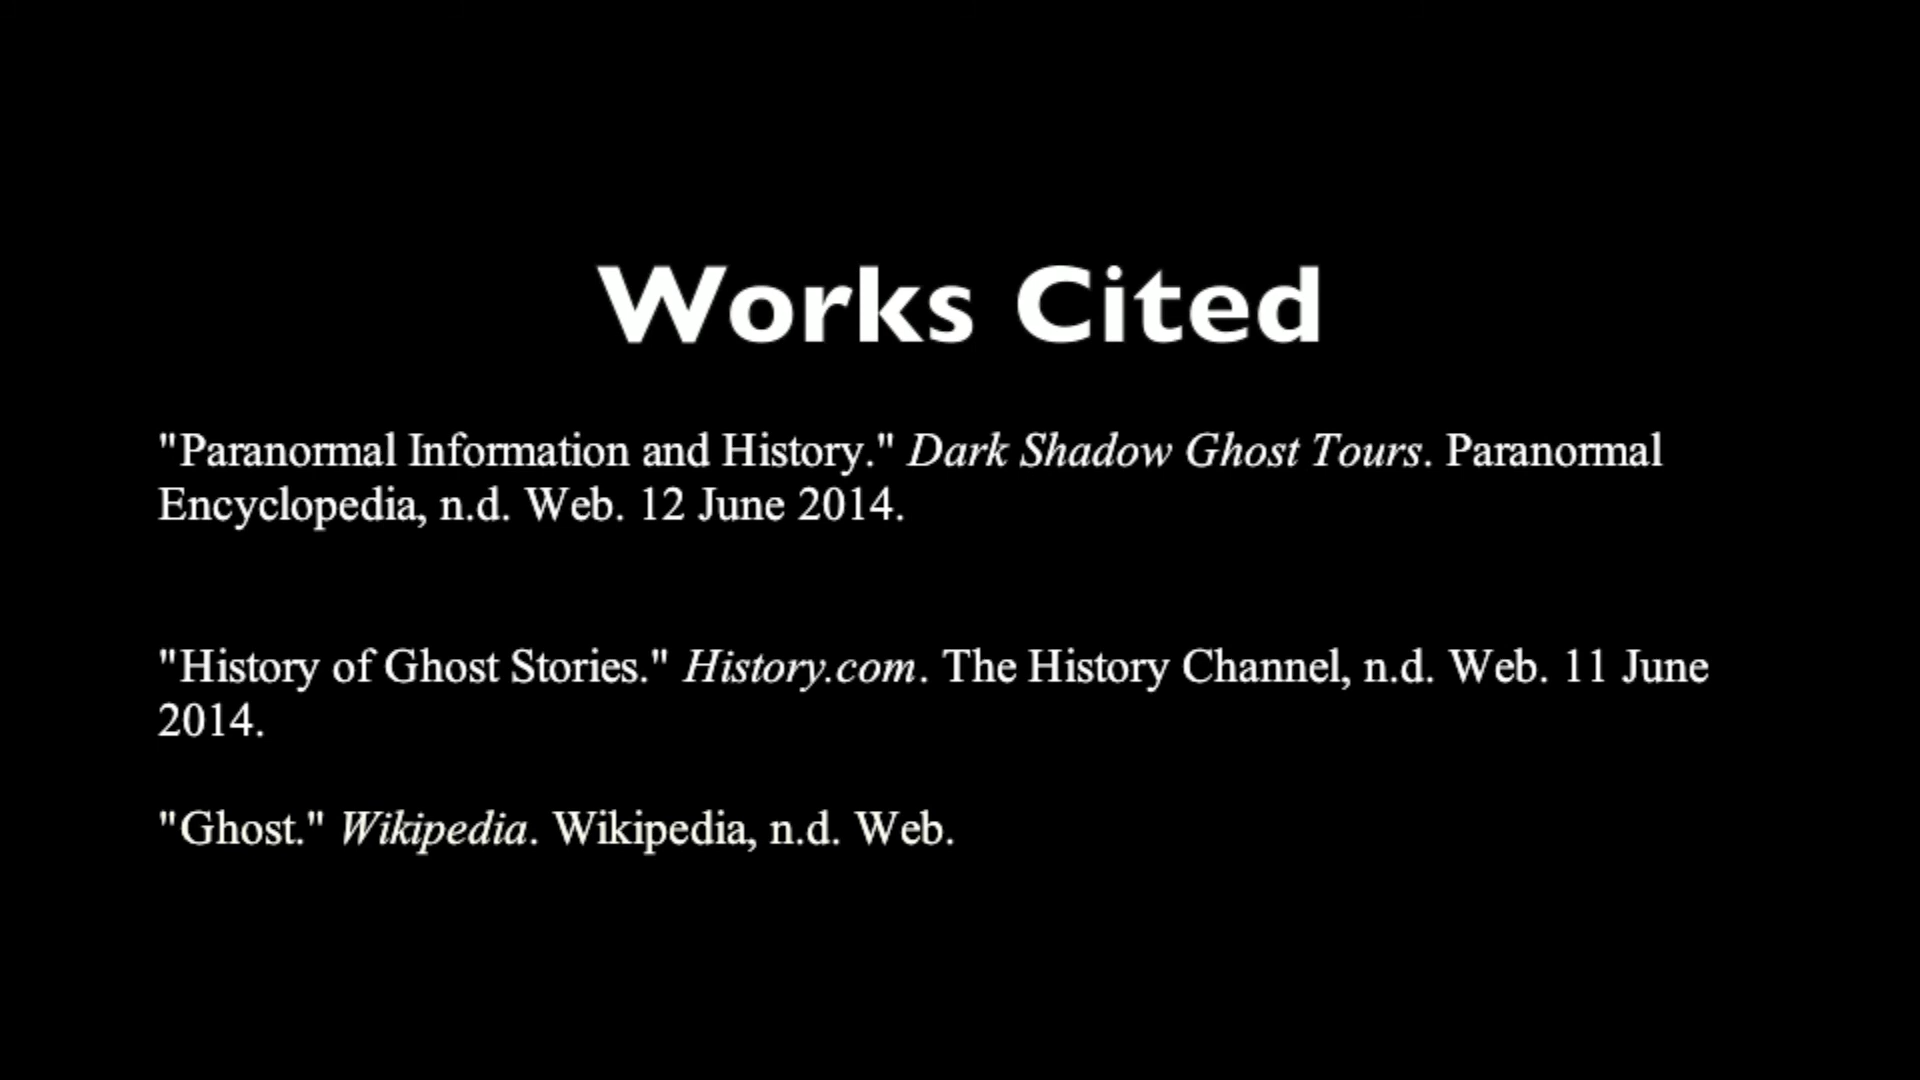 Works Cited
"Paranormal Information and History." Dark Shadow Ghost Tours. Paranormal
Encyclopedia, n.d. Web. 12 June 2014.
"History of Ghost Stories." History.com. The History Channel, n.d. Web. 11 June
2014.
"Ghost." Wikipedia. Wikipedia, n.d. Web.